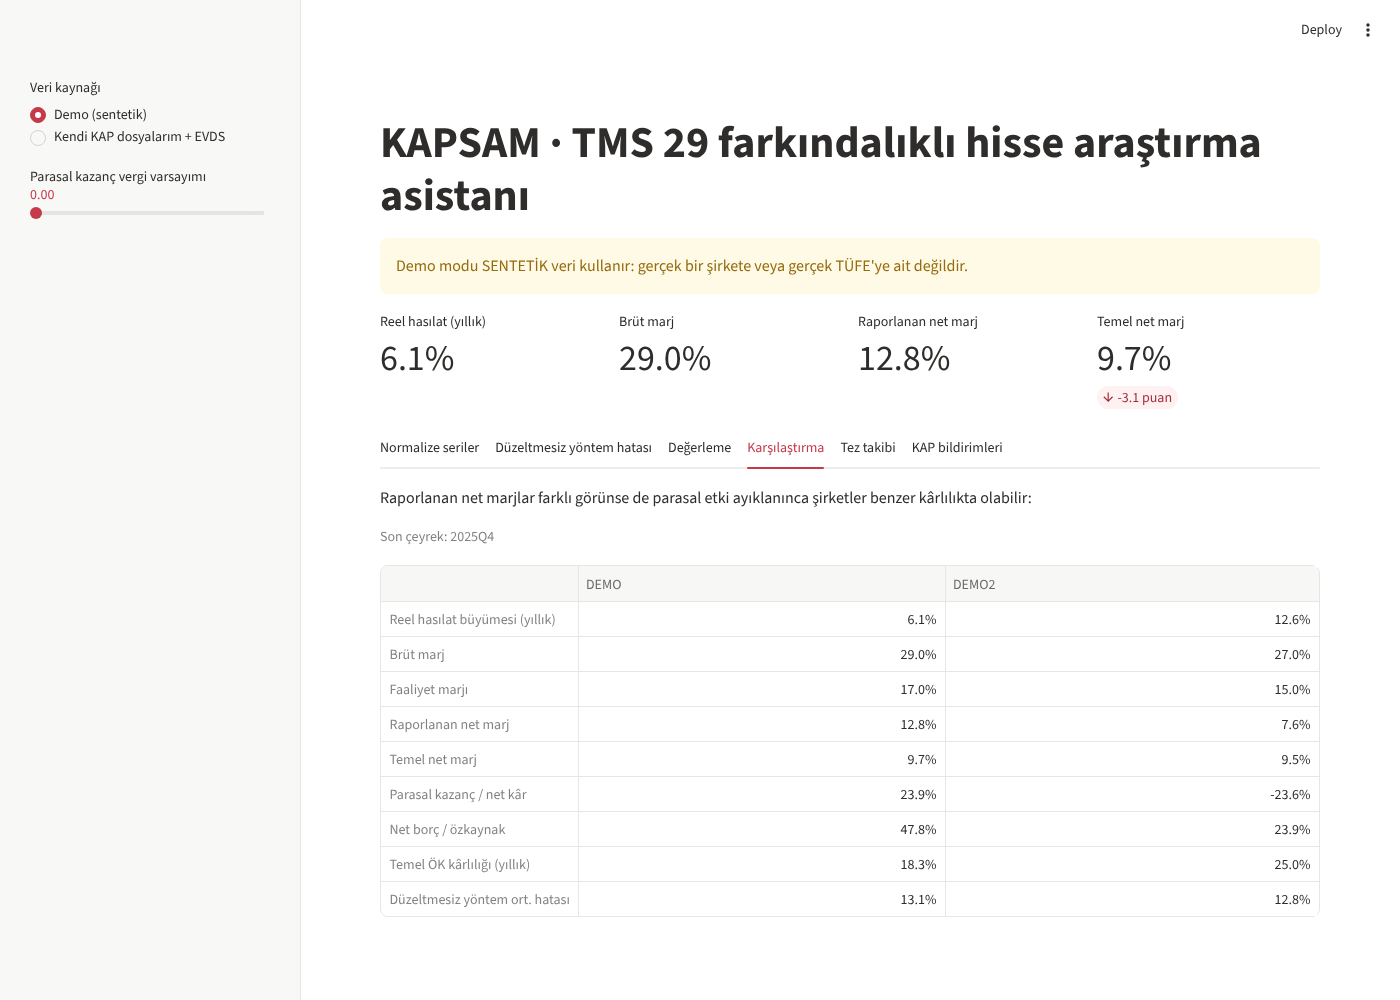 Deploy
Veri kaynağı
Demo (sentetik)
Kendi KAP dosyalarım + EVDS
Parasal kazanç vergi varsayımı
0.00
KAPSAM · TMS 29 farkındalıklı hisse araştırma
asistanı
Demo modu SENTETİK veri kullanır: gerçek bir şirkete veya gerçek TÜFE'ye ait değildir.
Reel hasılat (yıllık) Brüt marj Raporlanan net marj Temel net marj
6.1% 29.0% 12.8% 9.7%
↓ -3.1 puan
Normalize seriler Düzeltmesiz yöntem hatası Değerleme Karşılaştırma Tez takibi KAP bildirimleri
Raporlanan net marjlar farklı görünse de parasal etki ayıklanınca şirketler benzer kârlılıkta olabilir:
Son çeyrek: 2025Q4
DEMO DEMO2
Reel hasılat büyümesi (yıllık) 6.1% 12.6%
Brüt marj 29.0% 27.0%
Faaliyet marjı 17.0% 15.0%
Raporlanan net marj 12.8% 7.6%
Temel net marj 9.7% 9.5%
Parasal kazanç / net kâr 23.9% -23.6%
Net borç / özkaynak 47.8% 23.9%
Temel ÖK kârlılığı (yıllık) 18.3% 25.0%
Düzeltmesiz yöntem ort. hatası 13.1% 12.8%